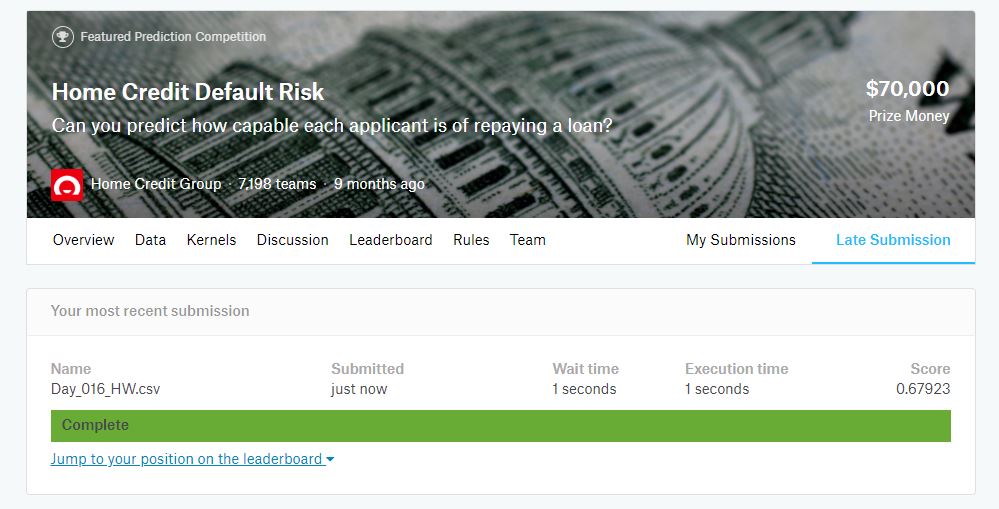 Featured Prediction Competition
Home Credit Default Risk
$70,000
Can you predict how capable each applicant is of repaying a loan?
Prize Money
Home Credit Group · 7,198 teams · 9 months ago
Overview Data Kernels Discussion Leaderboard Rules Team My Submissions Late Submission
Your most recent submission
Name Submitted Wait time Execution time Score
Day_016_HW.csv just now 1 seconds 1 seconds 0.67923
Complete
Jump to your position on the leaderboard